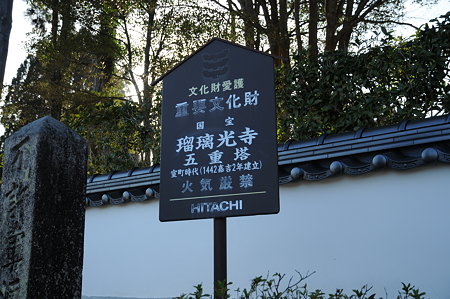 文化財愛護
重要文化財
国宝
瑠璃光寺
五重塔
室町時代(1442嘉吉2年建立)
火気厳禁
HITACHI